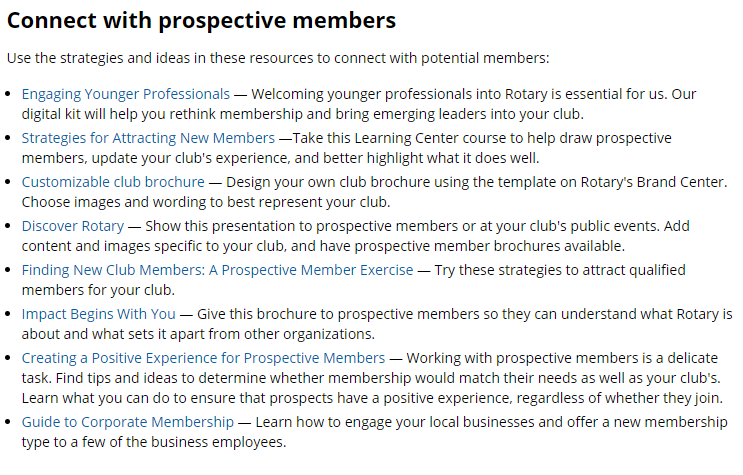 Connect with prospective members
Use the strategies and ideas in these resources to connect with potential members:
• Engaging Younger Professionals — Welcoming younger professionals into Rotary is essential for us. Our
digital kit will help you rethink membership and bring emerging leaders into your club.
• Strategies for Attracting New Members —Take this Learning Center course to help draw prospective
members, update your club's experience, and better highlight what it does well.
• Customizable club brochure — Design your own club brochure using the template on Rotary's Brand Center.
Choose images and wording to best represent your club.
• Discover Rotary — Show this presentation to prospective members or at your club's public events. Add
content and images specific to your club, and have prospective member brochures available.
• Finding New Club Members: A Prospective Member Exercise — Try these strategies to attract qualified
members for your club.
• Impact Begins With You — Give this brochure to prospective members so they can understand what Rotary is
about and what sets it apart from other organizations.
• Creating a Positive Experience for Prospective Members — Working with prospective members is a delicate
task. Find tips and ideas to determine whether membership would match their needs as well as your club's.
Learn what you can do to ensure that prospects have a positive experience, regardless of whether they join.
• Guide to Corporate Membership — Learn how to engage your local businesses and offer a new membership
type to a few of the business employees.